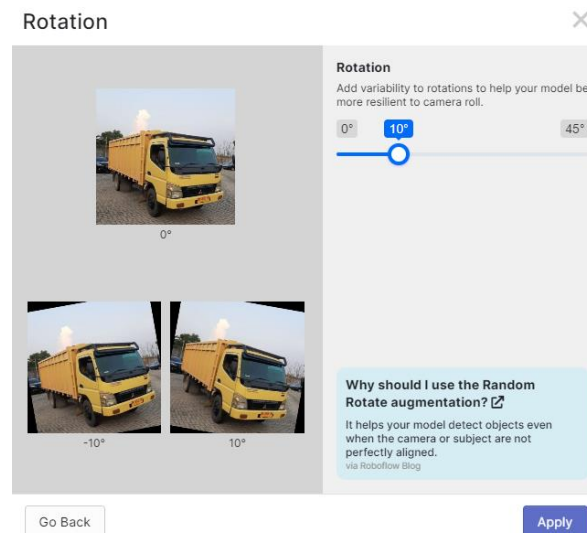 Rotation
Rotation
Add variability to rotations to help your model be
more resilient to camera roll.
0°
10°
45°
0°
-10°
10°
Why should I use the Random
Rotate augmentation?
It helps your model detect objects even
when the camera or subject are not
perfectly aligned.
via Roboflow Blog
Go Back
Apply